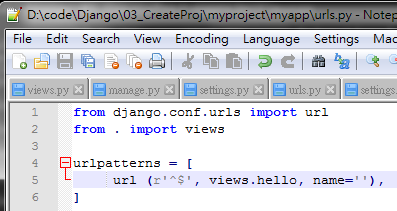 D:\code\Django\03_CreateProj\myproject\myapp\urls.py - Notep
File Edit Search View Encoding Language Settings Ma
views.py manage.py settings.py urls.py settings
1 from django.conf.urls import url
2 from . import views
3
4 urlpatterns = [
5 url (r'^$', views.hello, name=''),
6 ]